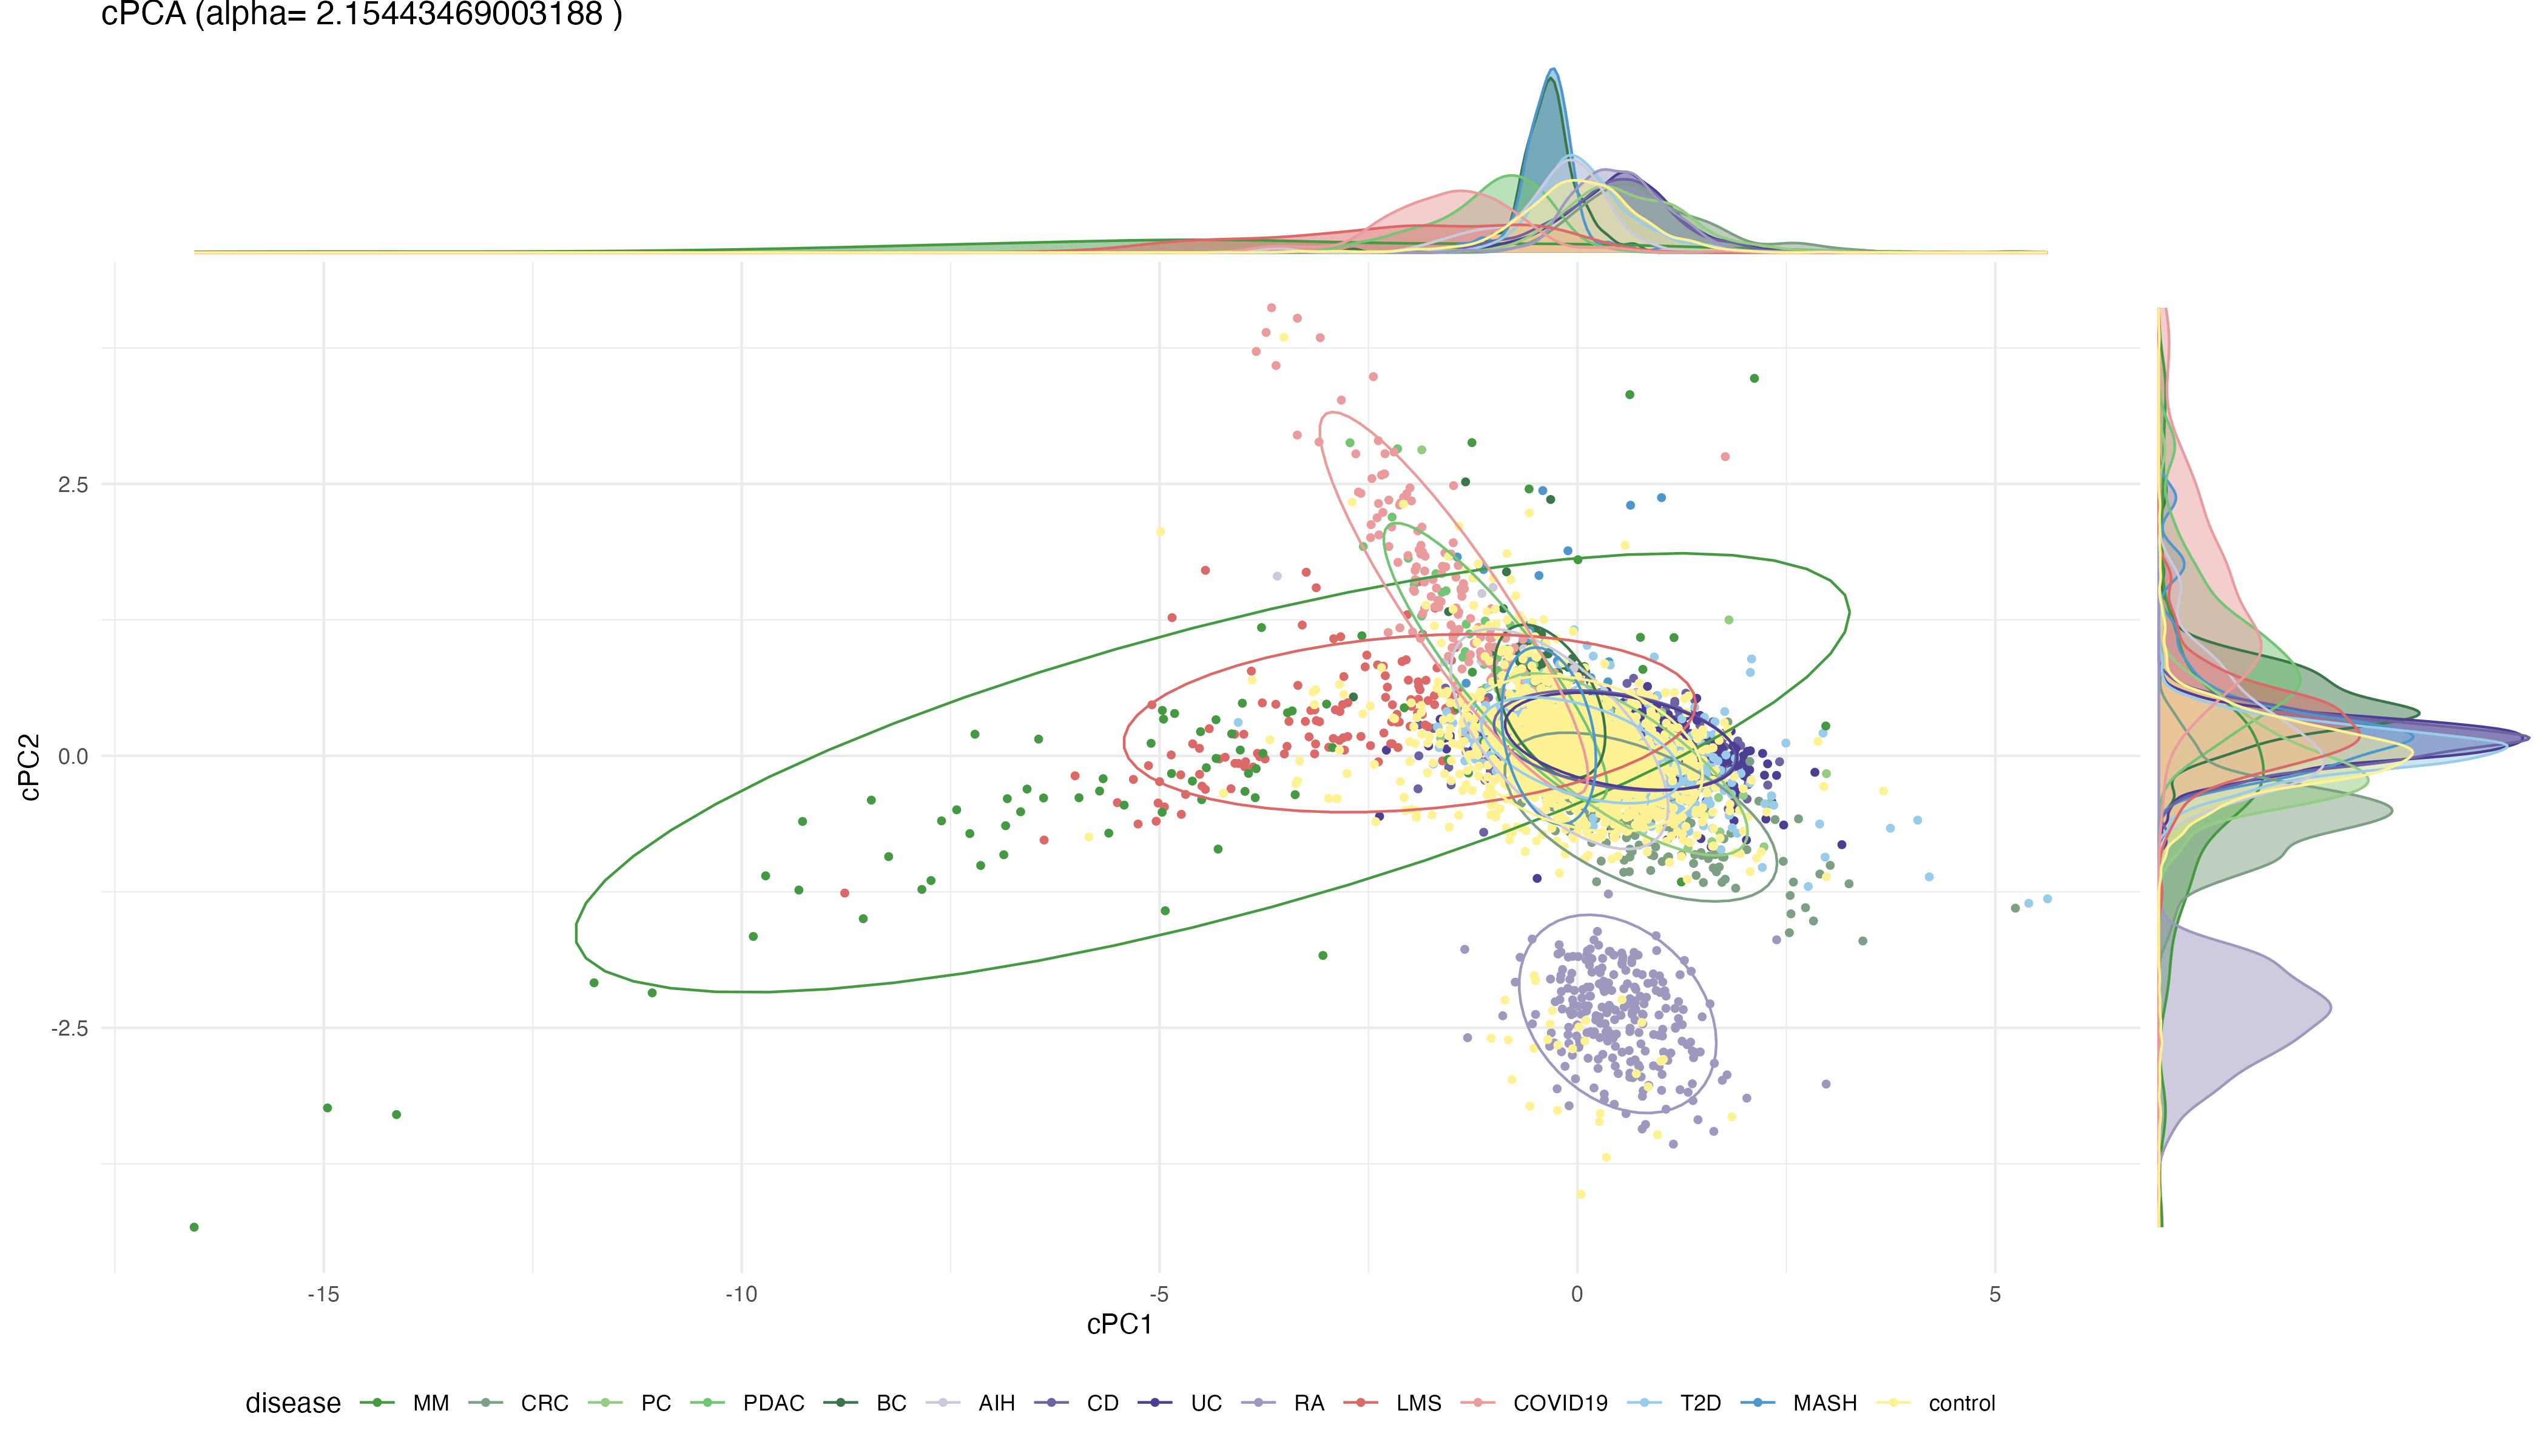 cPCA (alpha= 2.15443469003188 )
2.5
0.0
-2.5
cPC2
-15
-10
-5
0
5
cPC1
disease MM CRC PC PDAC BC AIH CD UC RA LMS COVID19 T2D MASH control